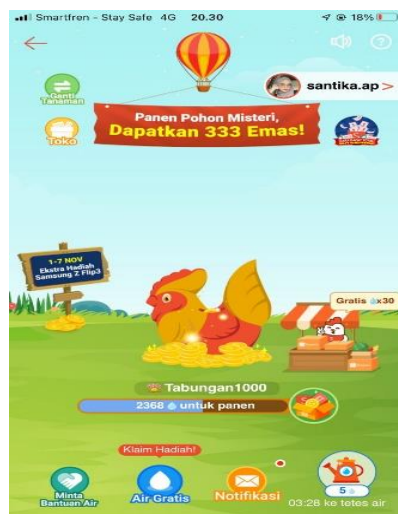 Smartfren - Stay Safe 4G 20.30 18%
santika.ap >
Ganti
Tanaman
Panen Pohon Misteri,
Dapatkan 333 Emas!
Toko
1-7 NOV
Ekstra Hadiah
Samsung Z Flip3
Gratis x30
Tabungan1000
2368 untuk panen
Klaim Hadiah!
Minta
Bantuan Air
Air Gratis
Notifikasi
5
03:28 ke tetes air